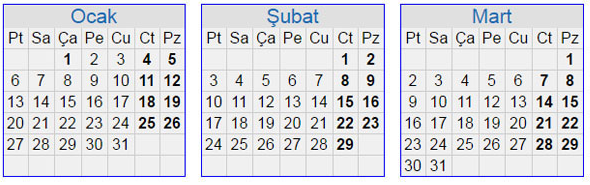 Ocak
Pt Sa Ça Pe Cu Ct Pz
1 2 3 4 5
6 7 8 9 10 11 12
13 14 15 16 17 18 19
20 21 22 23 24 25 26
27 28 29 30 31
Şubat
Pt Sa Ça Pe Cu Ct Pz
1 2
3 4 5 6 7 8 9
10 11 12 13 14 15 16
17 18 19 20 21 22 23
24 25 26 27 28 29
Mart
Pt Sa Ça Pe Cu Ct Pz
1
2 3 4 5 6 7 8
9 10 11 12 13 14 15
16 17 18 19 20 21 22
23 24 25 26 27 28 29
30 31